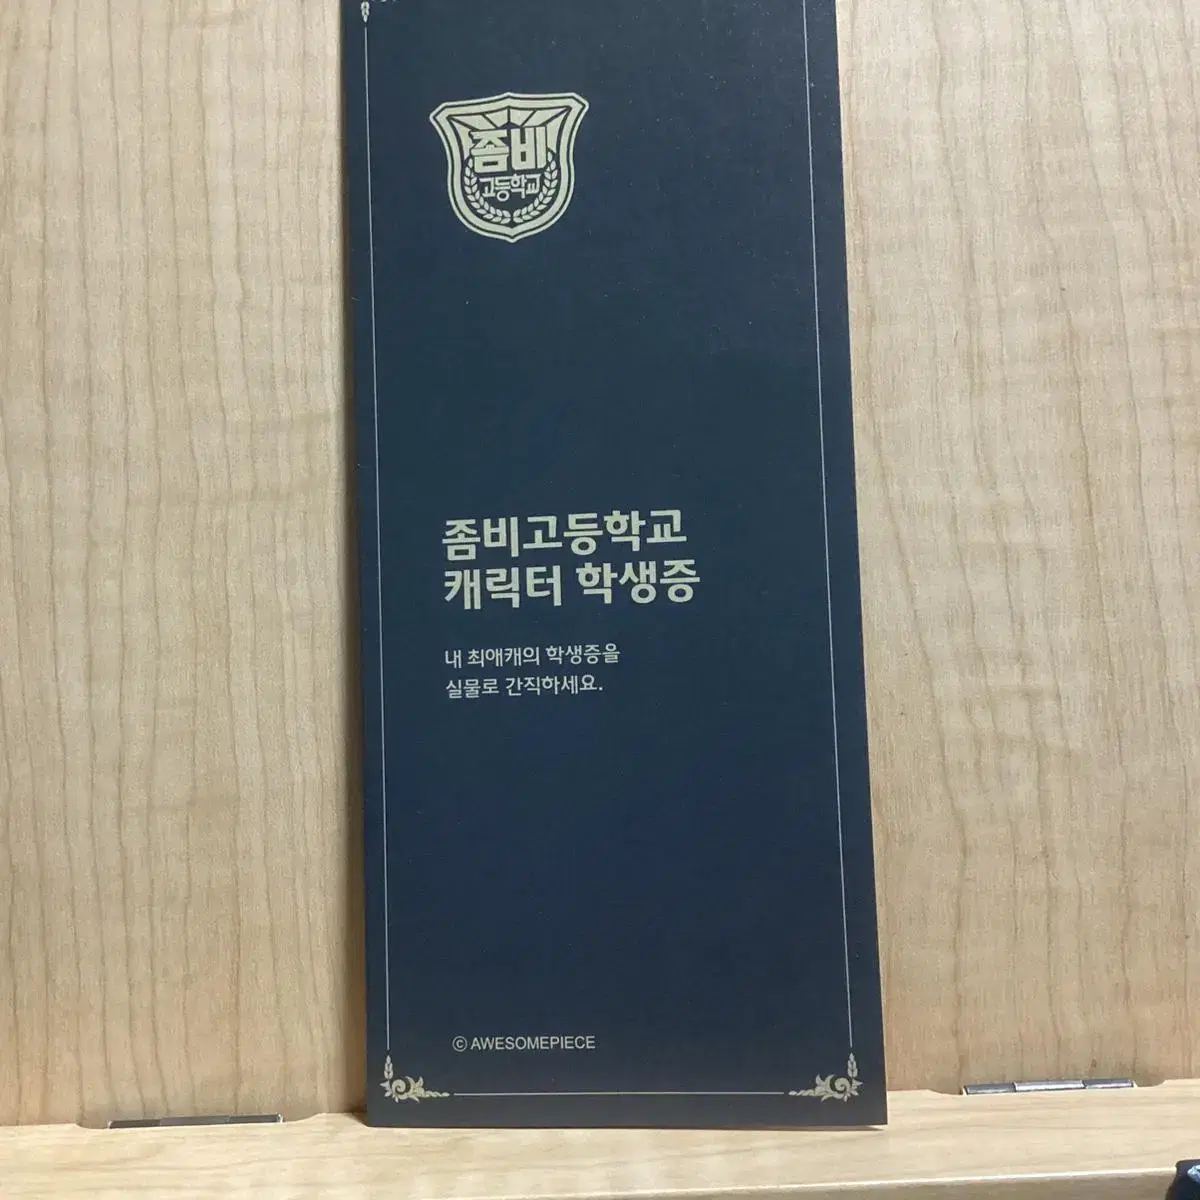 좀비
고등학교
좀비고등학교
캐릭터 학생증
내 최애캐의 학생증을
실물로 간직하세요.
© AWESOMEPIECE